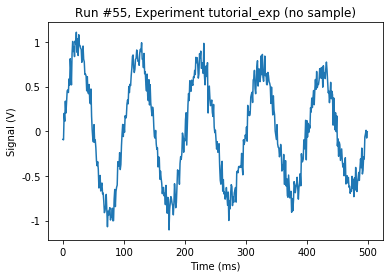 Run #55, Experiment tutorial_exp (no sample)
1
0.5
0
-0.5
-1
Signal (V)
0 100 200 300 400 500
Time (ms)